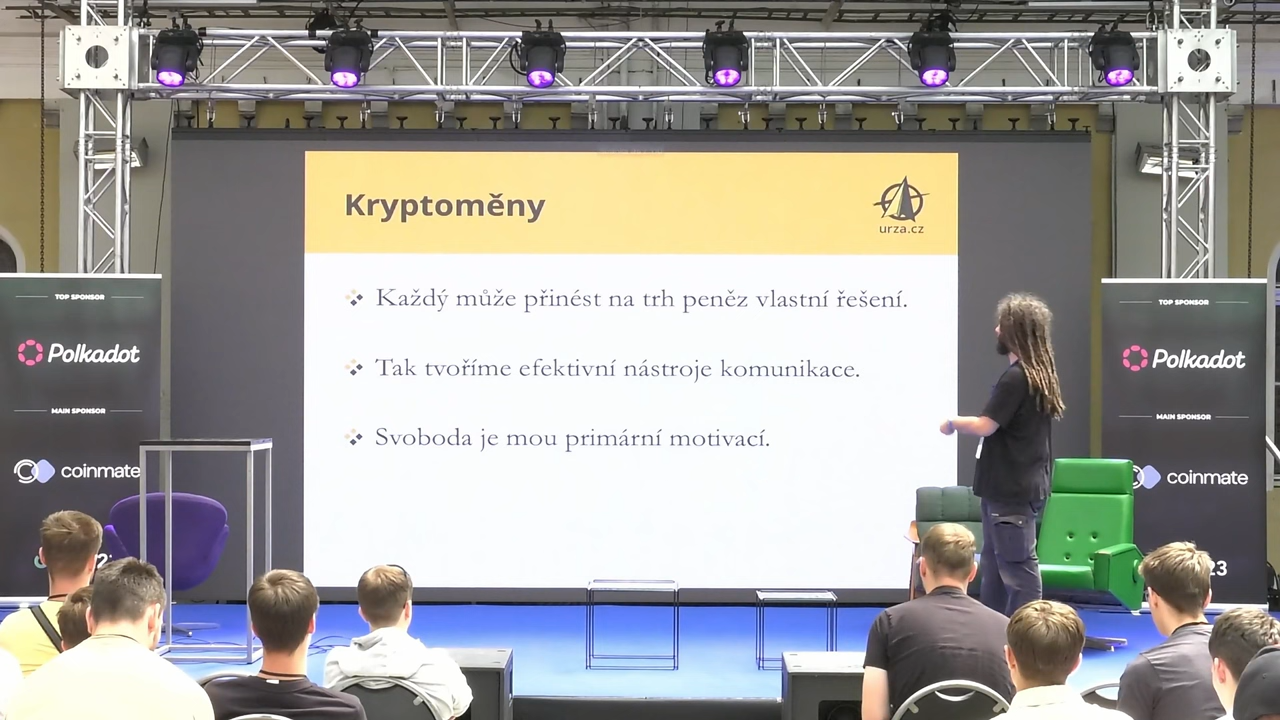 Kryptoměny
urza.cz
Každý může přinést na trh peněz vlastní řešení.
Tak tvoříme efektivní nástroje komunikace.
Svoboda je mou primární motivací.
TOP SPONSOR
Polkadot
MAIN SPONSOR
coinmate
TOP SPONSOR
Polkadot
MAIN SPONSOR
coinmate
23